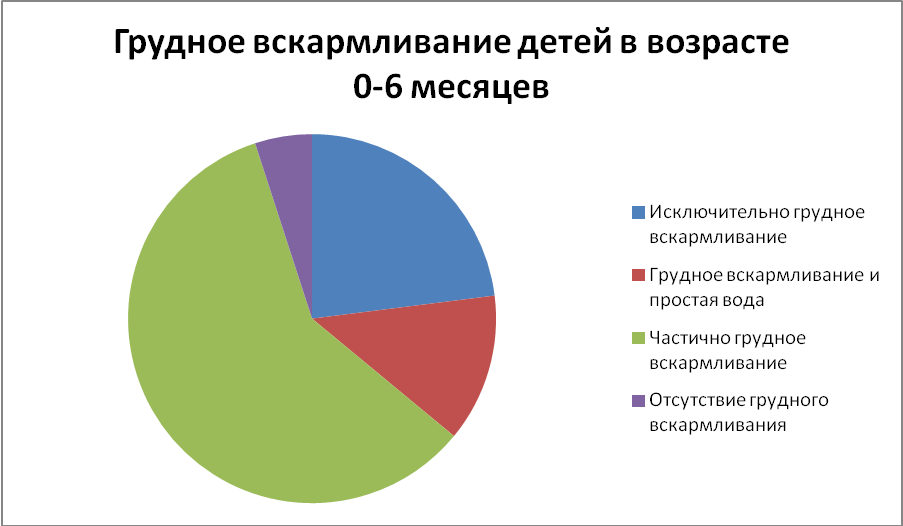 Грудное вскармливание детей в возрасте
0-6 месяцев
Исключительно грудное
вскармливание
Грудное вскармливание и
простая вода
Частично грудное
вскармливание
Отсутствие грудного
вскармливания